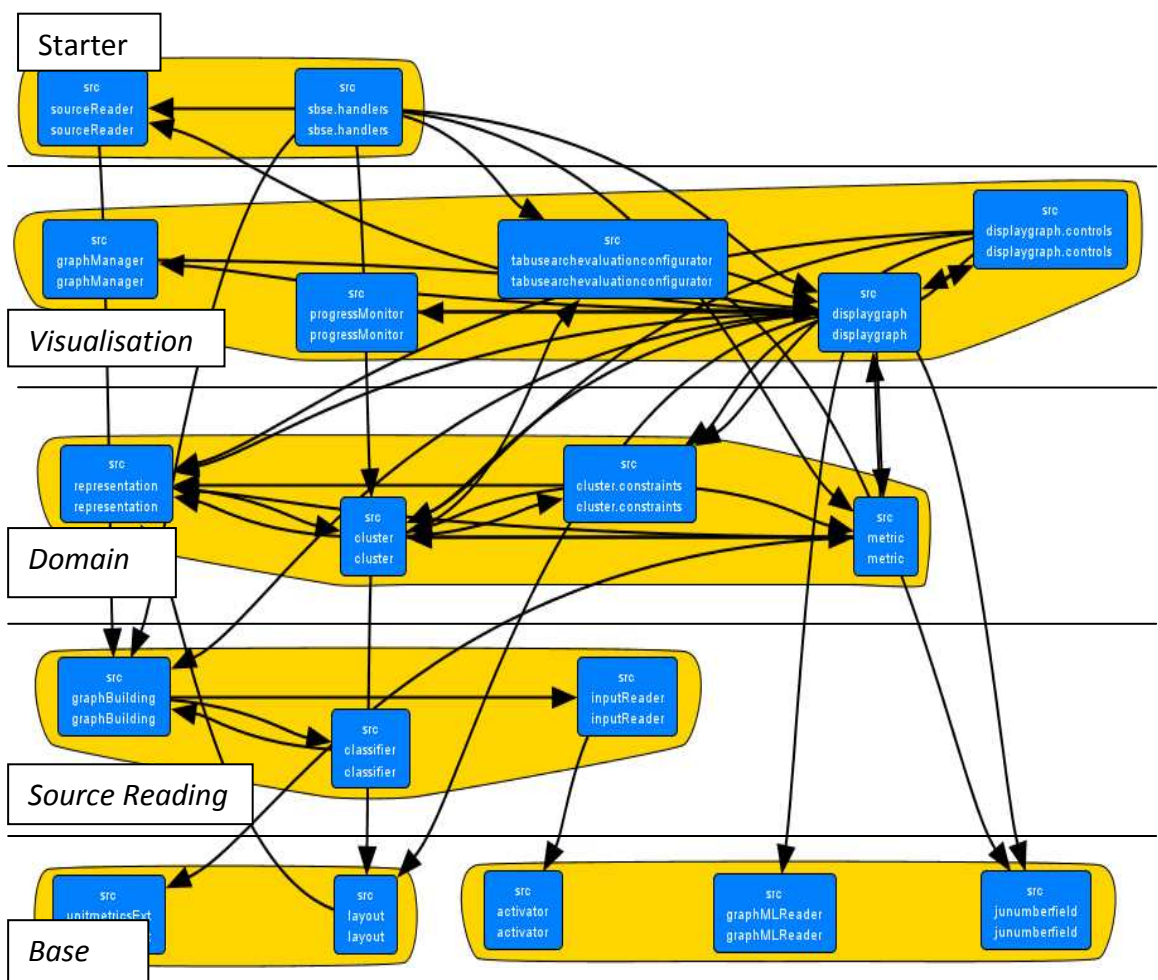 Starter
src
sourceReader
sourceReader
src
sbse.handlers
sbse.handlers
src
graphManager
graphManager
src
progressMonitor
progressMonitor
src
tabusearchevaluationconfigurator
tabusearchevaluationconfigurator
src
displaygraph
displaygraph
src
displaygraph.controls
displaygraph.controls
Visualisation
src
representation
representation
src
cluster
cluster
src
cluster.constraints
cluster.constraints
src
metric
metric
Domain
src
graphBuilding
graphBuilding
src
classifier
classifier
src
inputReader
inputReader
Source Reading
src
unitmetricsExt
src
layout
layout
src
activator
activator
src
graphMLReader
graphMLReader
src
junumberfield
junumberfield
Base